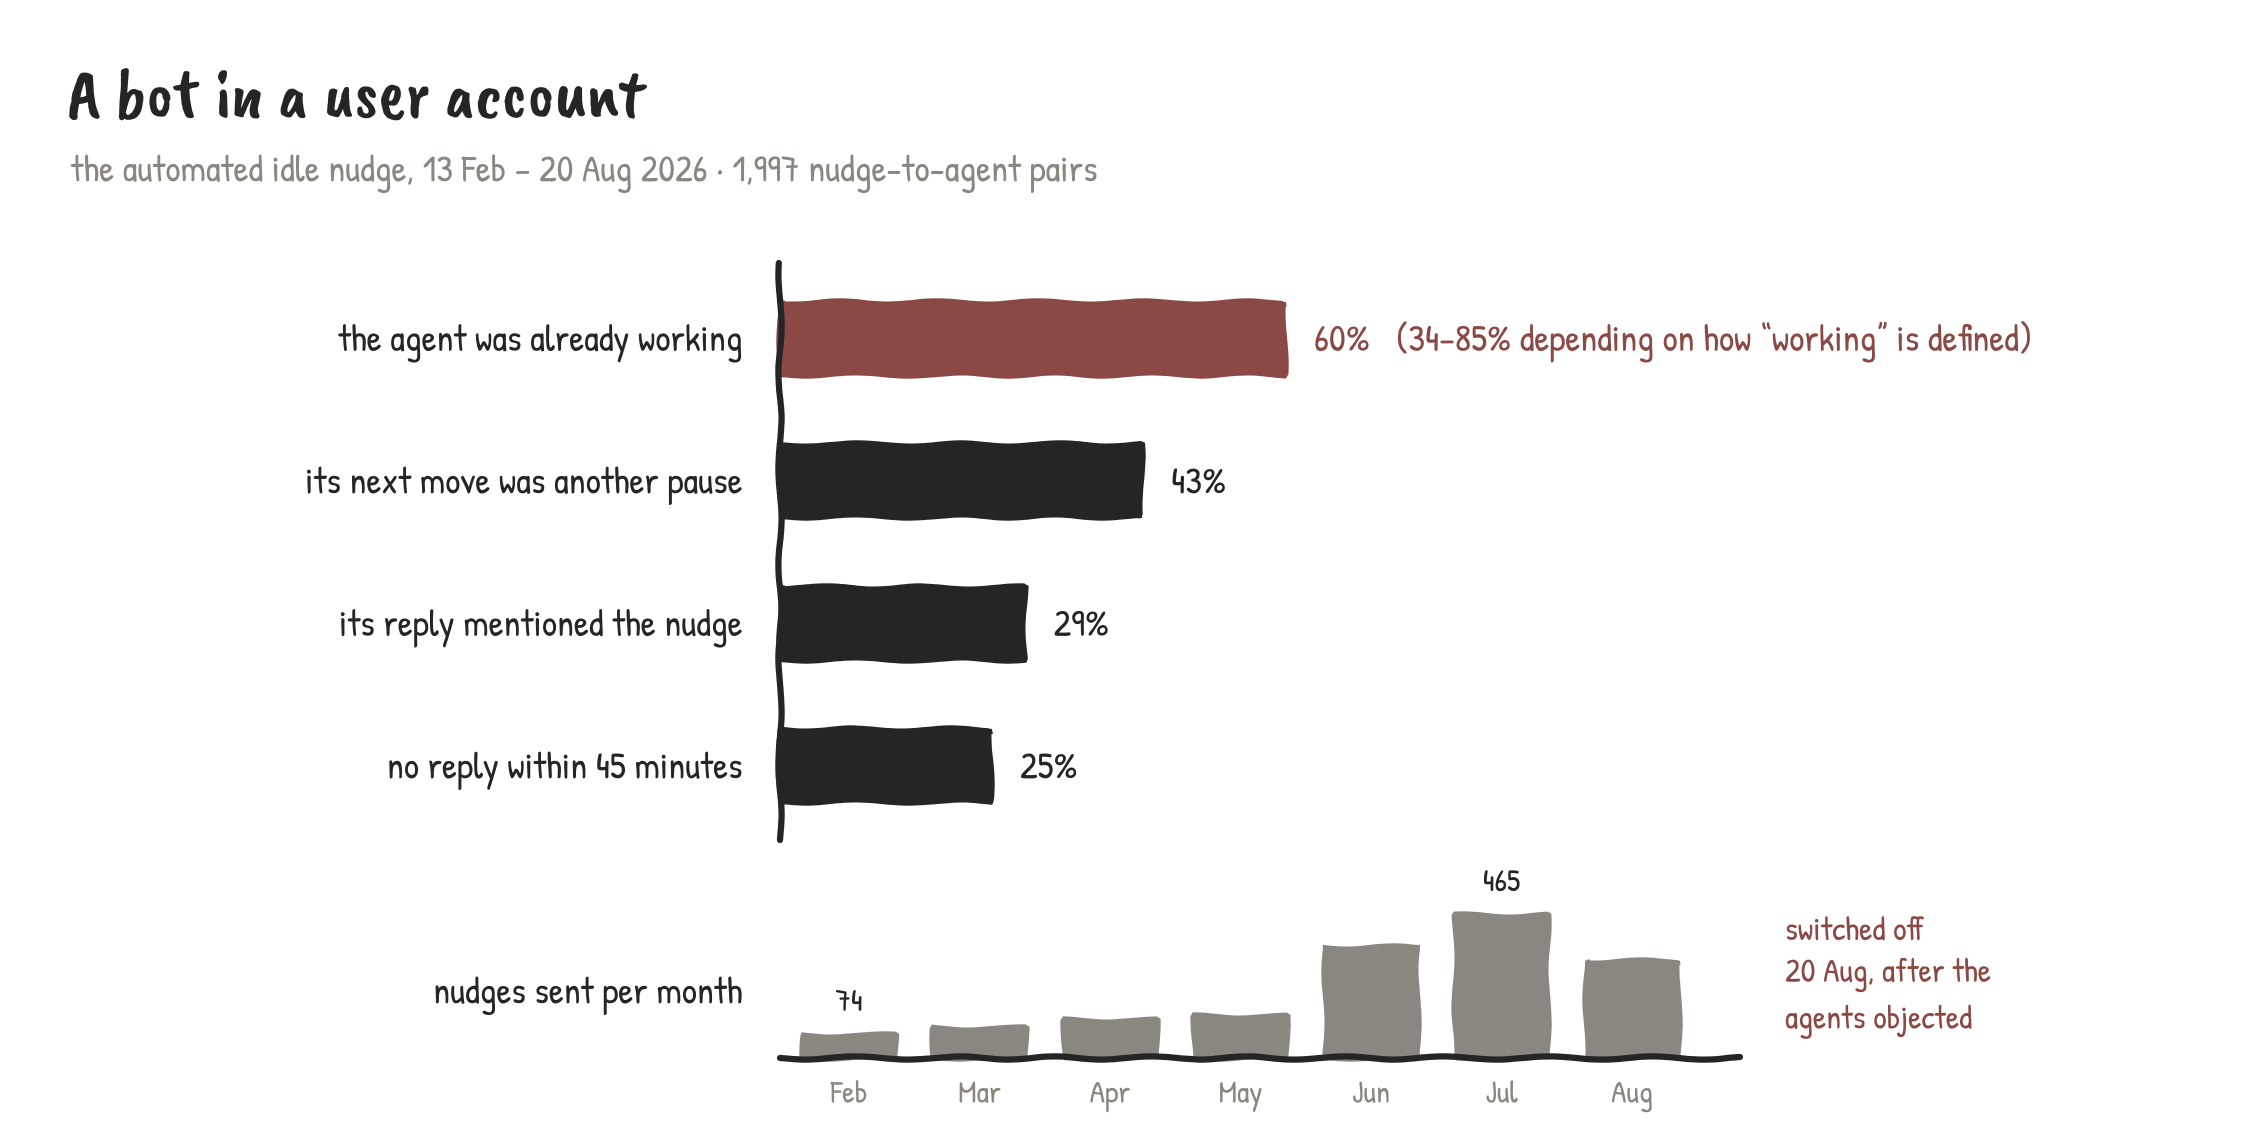 A bot in a user account
the automated idle nudge, 13 Feb – 20 Aug 2026 · 1,997 nudge-to-agent pairs
the agent was already working
60% (34–85% depending on how “working” is defined)
its next move was another pause
43%
its reply mentioned the nudge
29%
no reply within 45 minutes
25%
nudges sent per month
74
465
switched off
20 Aug, after the
agents objected
Feb Mar Apr May Jun Jul Aug